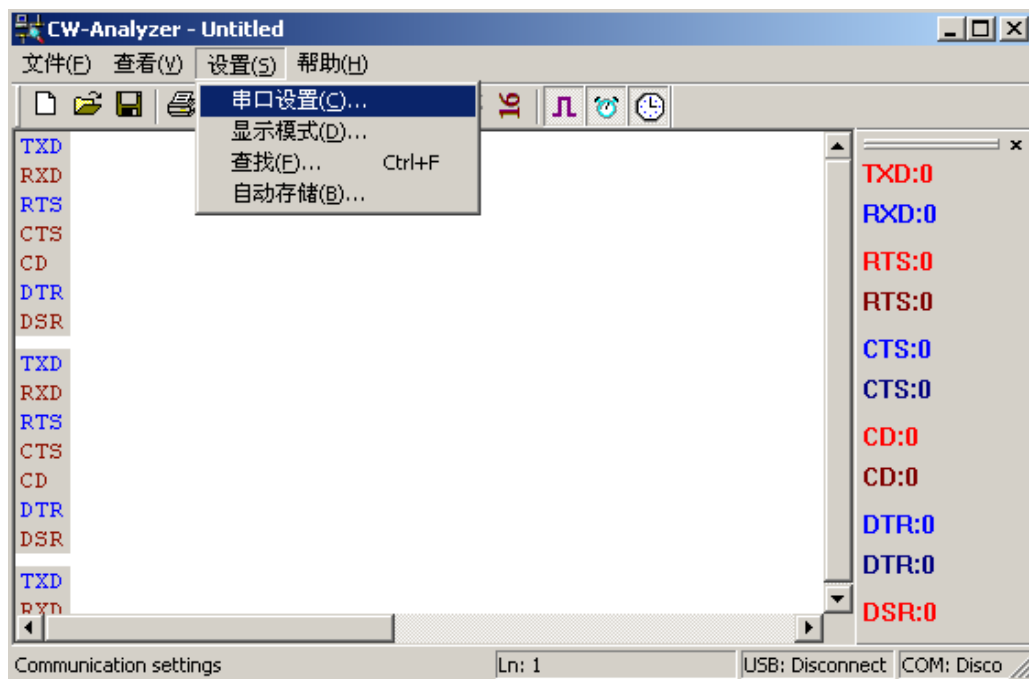 CW-Analyzer - Untitled
文件(F) 查看(V) 设置(S) 帮助(H)
串口设置(C)...
显示模式(D)...
查找(F)... Ctrl+F
自动存储(B)...
16
TXD
RXD
RTS
CTS
CD
DTR
DSR
TXD
RXD
RTS
CTS
CD
DTR
DSR
TXD
RXD
TXD:0
RXD:0
RTS:0
RTS:0
CTS:0
CTS:0
CD:0
CD:0
DTR:0
DTR:0
DSR:0
Communication settings Ln: 1 USB: Disconnect COM: Disco